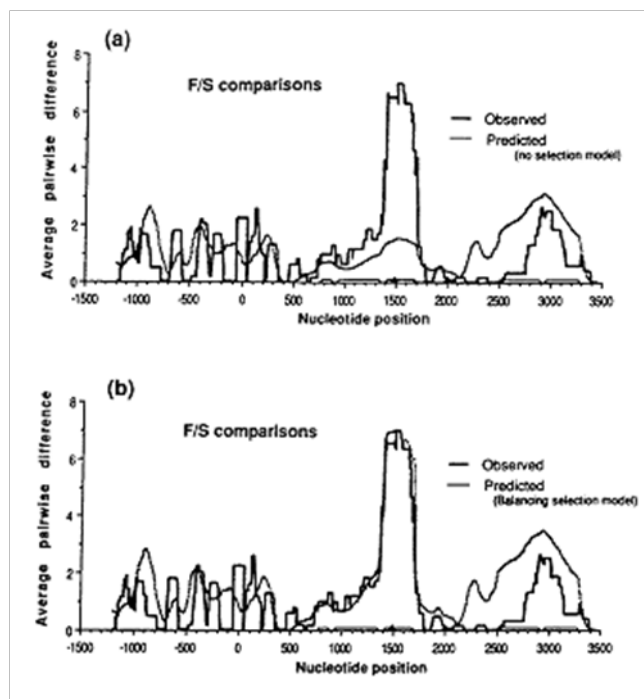 (a)
8
F/S comparisons
6
Observed
Predicted
(no selection model)
4
2
0
Average pairwise difference
-1500 -1000 -500 0 500 1000 1500 2000 2500 3000 3500
Nucleotide position
(b)
8
F/S comparisons
6
Observed
Predicted
(Balancing selection model)
4
2
0
Average pairwise difference
-1500 -1000 -500 0 500 1000 1500 2000 2500 3000 3500
Nucleotide position